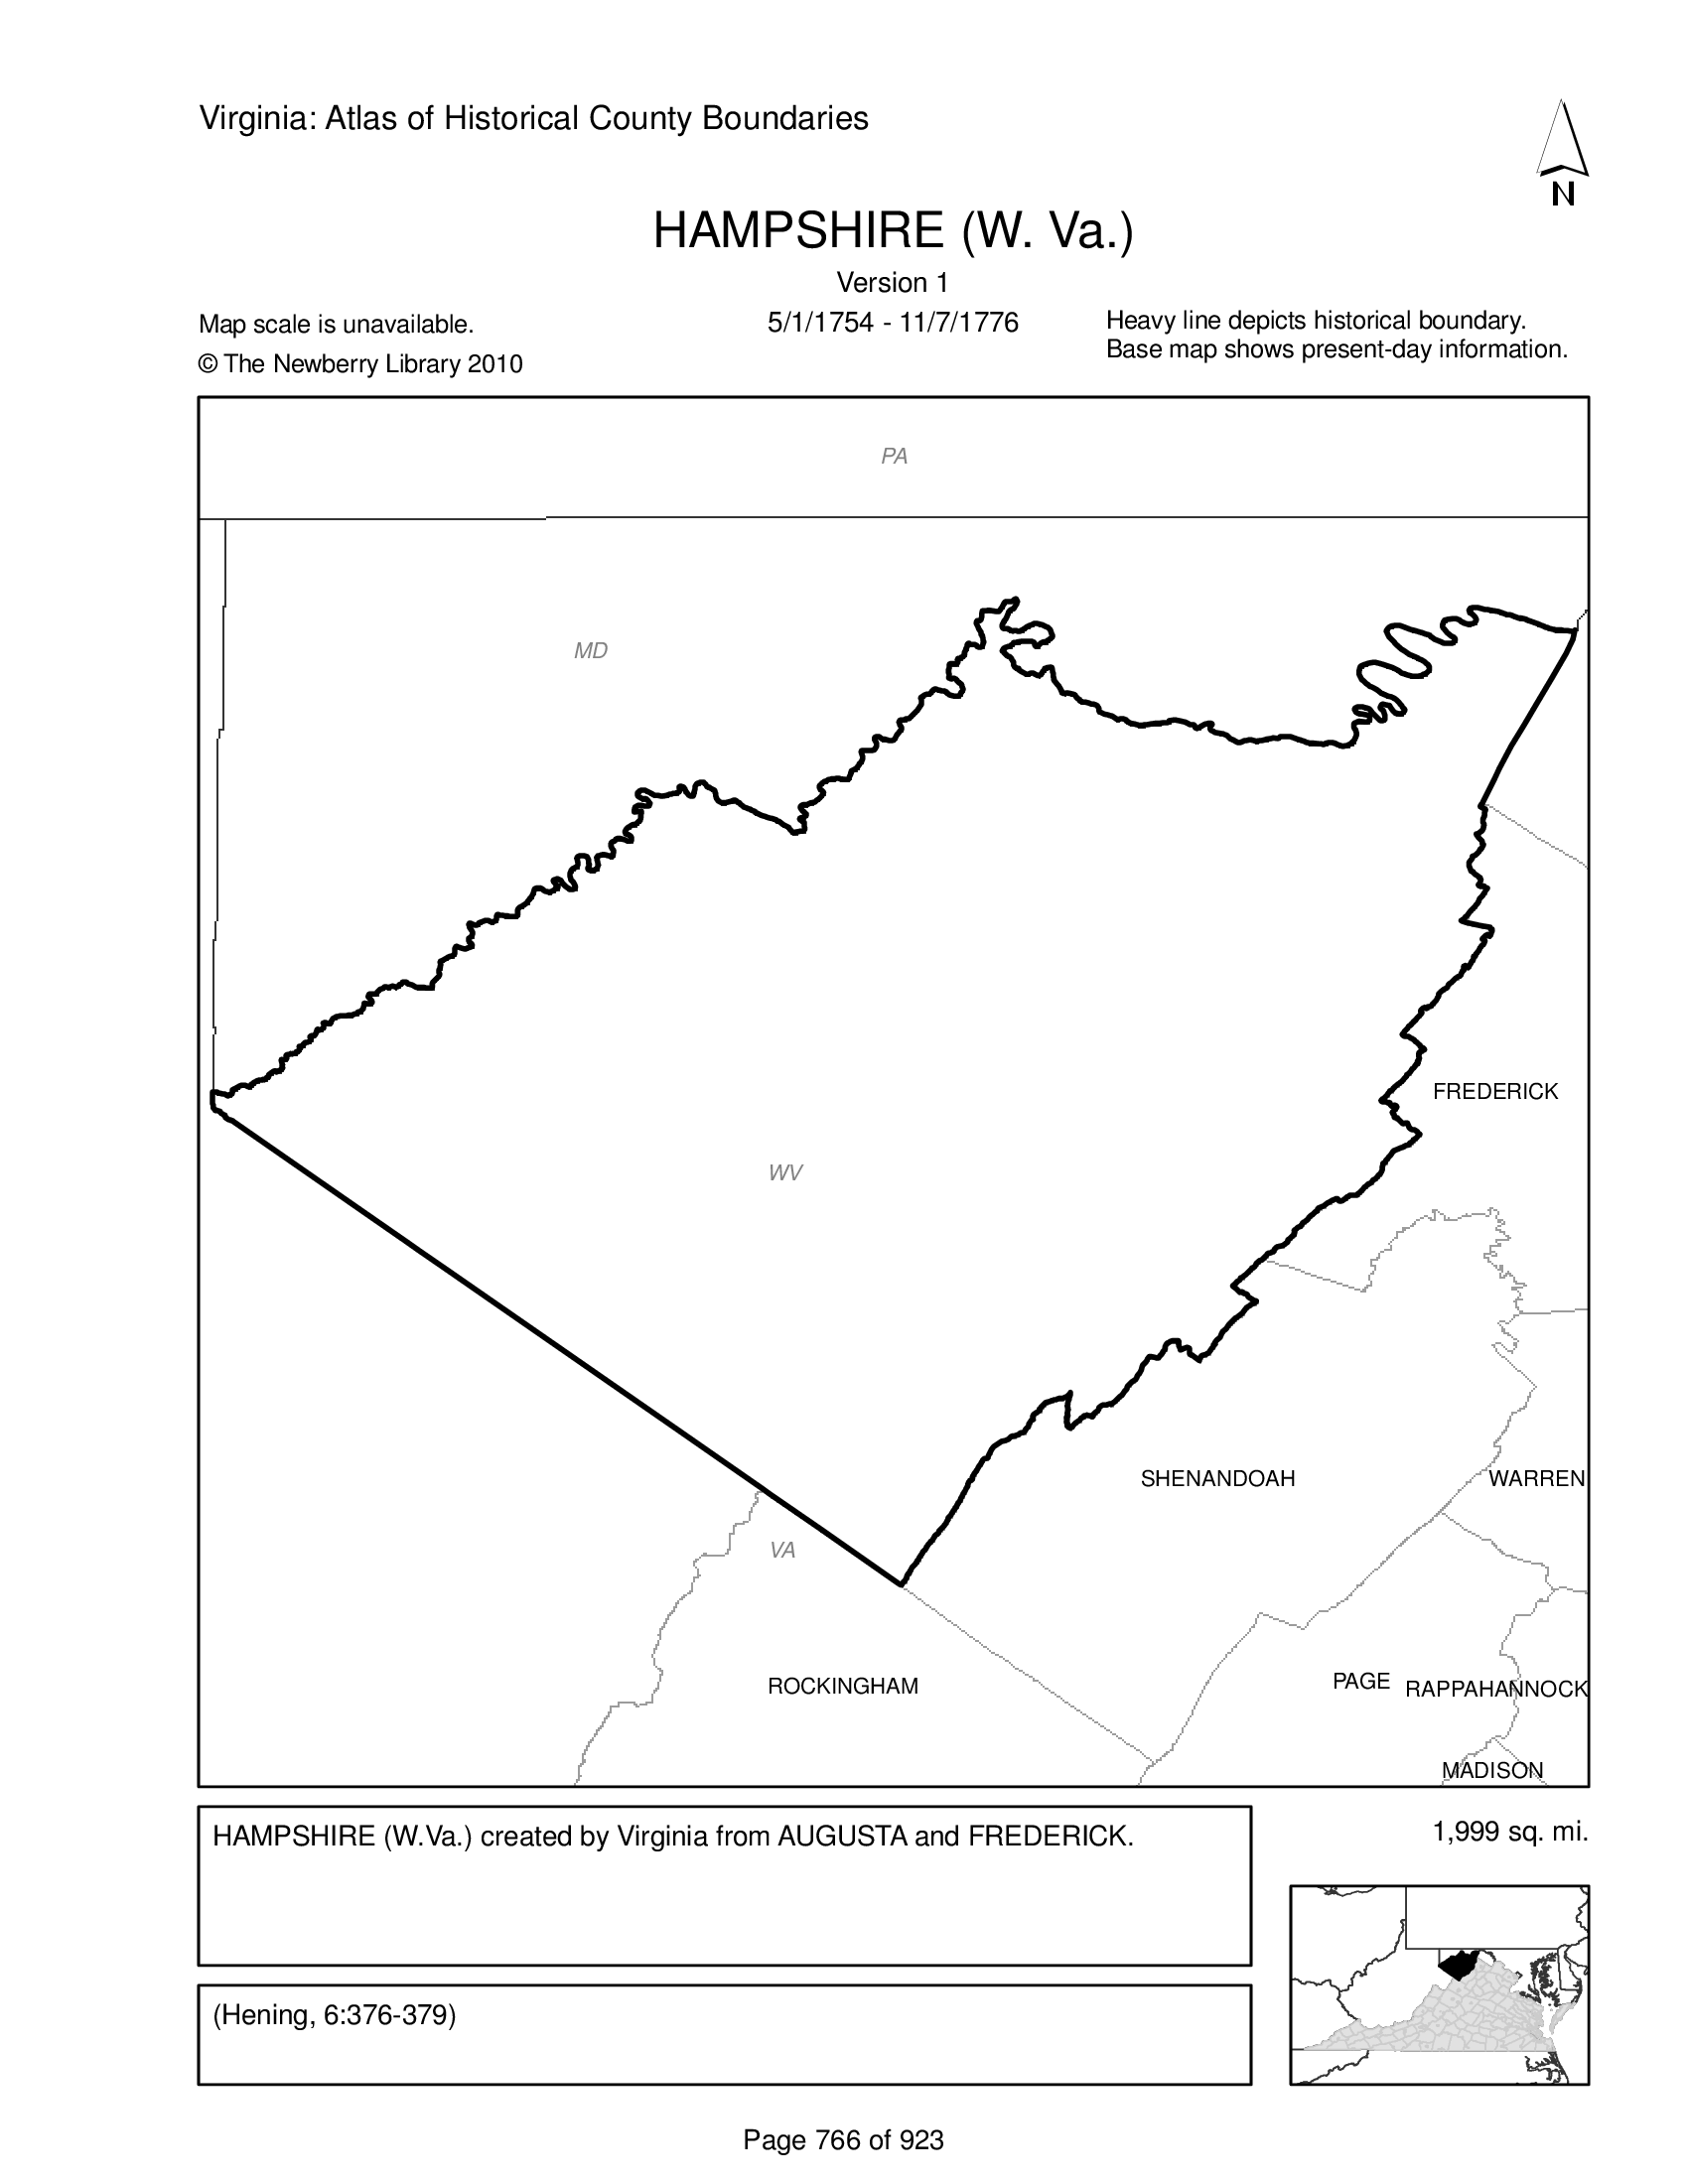 Virginia: Atlas of Historical County Boundaries
N
HAMPSHIRE (W. Va.)
Version 1
5/1/1754 - 11/7/1776
Map scale is unavailable.
© The Newberry Library 2010
Heavy line depicts historical boundary.
Base map shows present-day information.
PA
MD
FREDERICK
WV
SHENANDOAH
WARREN
VA
ROCKINGHAM
PAGE
RAPPAHANNOCK
MADISON
HAMPSHIRE (W.Va.) created by Virginia from AUGUSTA and FREDERICK.
1,999 sq. mi.
(Hening, 6:376-379)
Page 766 of 923